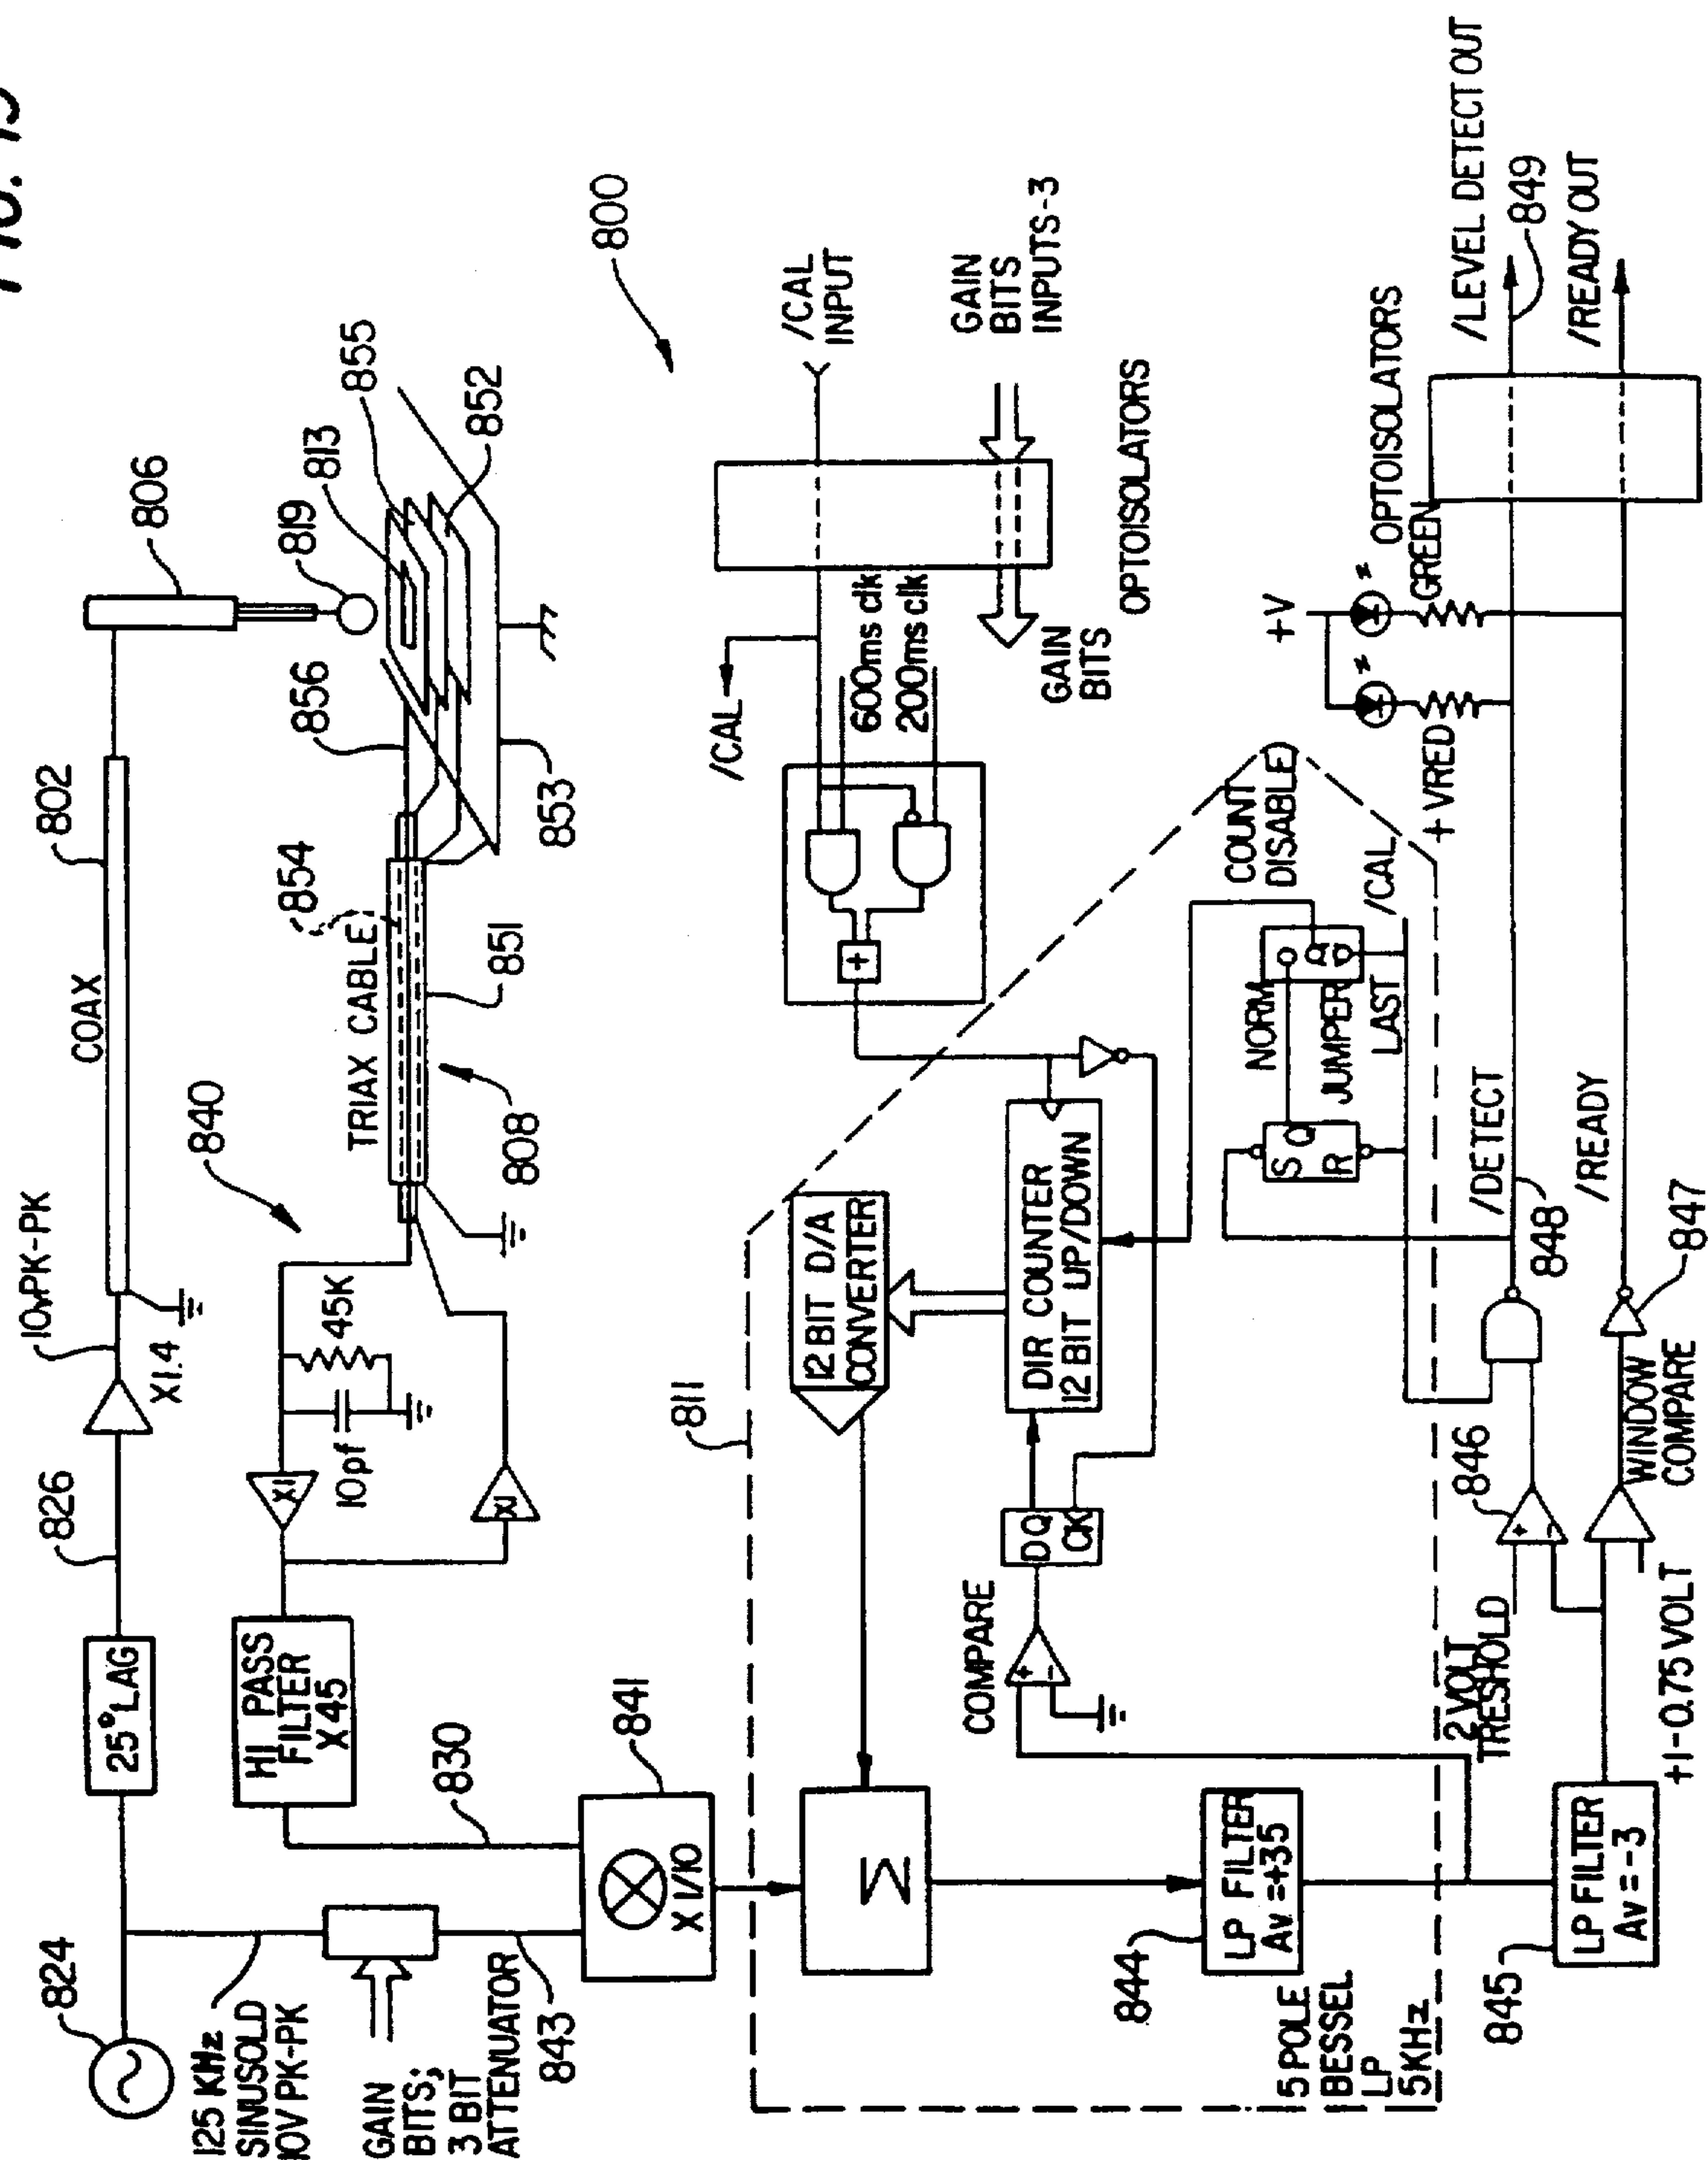 824
125 KHz
SINUSOLD
10V PK-PK
25° LAG
826
X1.4
10vPK-PK
COAX
802
806
819
813
855
852
GAIN
BITS;
3 BIT
ATTENUATOR
843
HI PASS
FILTER
X 45
830
X1
10pf
45K
X1
840
TRIAX CABLE
854
808
851
856
853
800
841
X 1/10
811
Σ
12 BIT D/A
CONVERTER
DIR COUNTER
12 BIT UP/DOWN
COMPARE
+
-
D Q
CK
+
/CAL
600ms clk
200ms clk
/CAL
INPUT
GAIN
BITS
INPUTS-3
GAIN
BITS
OPTOISOLATORS
844
LP FILTER
Av=+35
5 POLE
BESSEL
LP
5KHz
845
LP FILTER
Av=-3
2 VOLT
TRESHOLD
+1-0.75 VOLT
846
+
-
WINDOW
COMPARE
847
848
/DETECT
/READY
S Q
R
NORM
JUMPER
LAST
COUNT
DISABLE
/CAL
+VRED
+V
GREEN
OPTOISOLATORS
/LEVEL DETECT OUT
849
/READY OUT